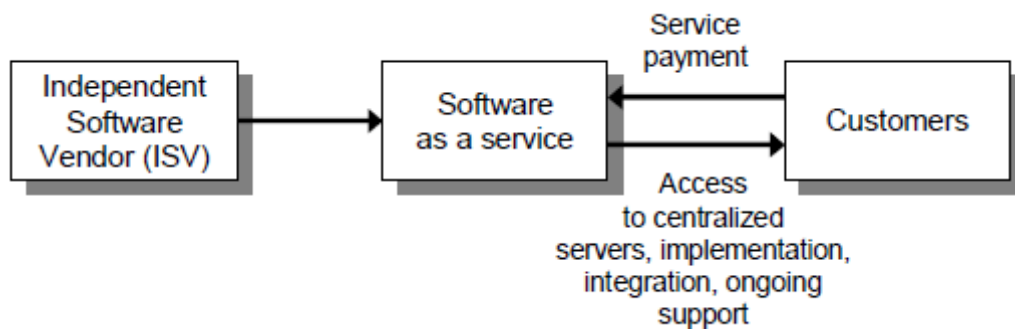 Independent
Software
Vendor (ISV)
Software
as a service
Service
payment
Customers
Access
to centralized
servers, implementation,
integration, ongoing
support